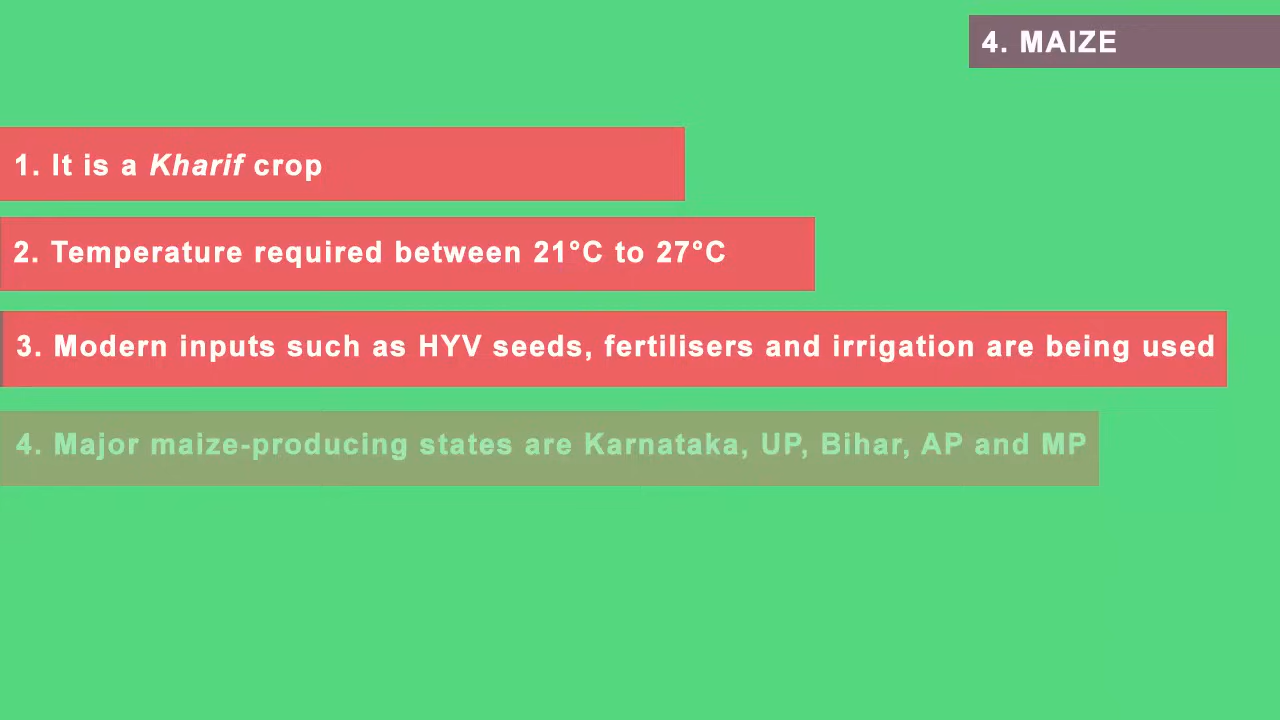 4. MAIZE
1. It is a Kharif crop
2. Temperature required between 21°C to 27°C
3. Modern inputs such as HYV seeds, fertilisers and irrigation are being used
4. Major maize-producing states are Karnataka, UP, Bihar, AP and MP